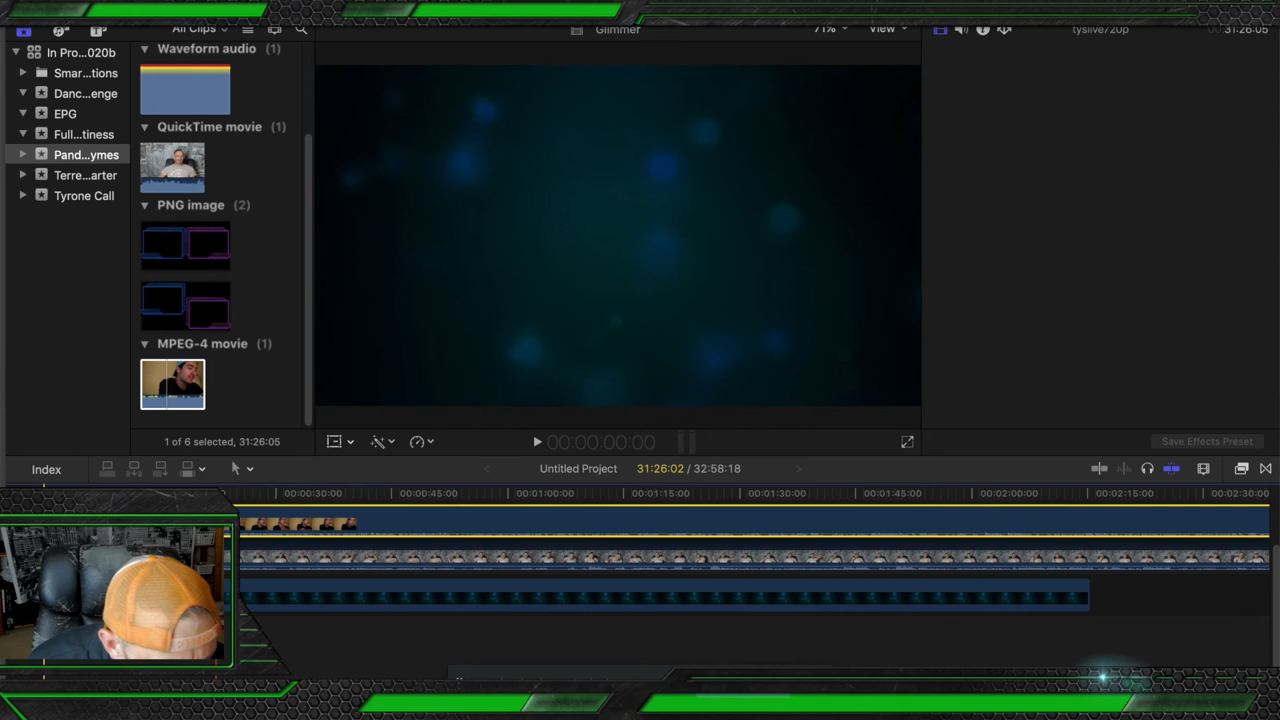 All Clips
Glimmer
71%
View
tyslive720p
31:26:05
In Pro...020b
Smar...tions
Danc...enge
EPG
Full...tiness
Pand...ymes
Terre...arter
Tyrone Call
Waveform audio (1)
QuickTime movie (1)
PNG image (2)
MPEG-4 movie (1)
1 of 6 selected, 31:26:05
00:00:00:00
Save Effects Preset
Index
Untitled Project
31:26:02 / 32:58:18
00:00:30:00
00:00:45:00
00:01:00:00
00:01:15:00
00:01:30:00
00:01:45:00
00:02:00:00
00:02:15:00
00:02:30:00